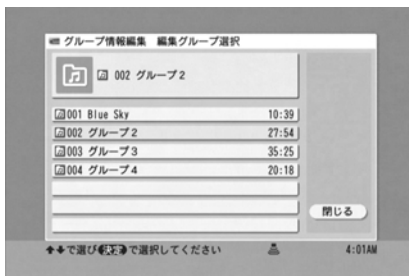 グループ情報編集 編集グループ選択
002 グループ2
001 Blue Sky 10:39
002 グループ2 27:54
003 グループ3 35:25
004 グループ4 20:18
閉じる
で選び決定で選択してください 4:01AM